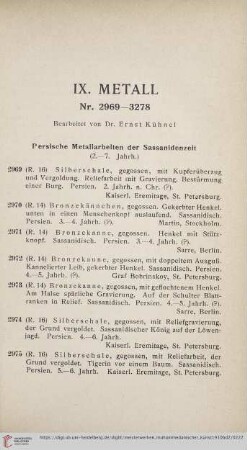 IX. METALL
Nr. 2969—3278
Bearbeitet von Dr. Ernst Kühnel
Persische Metallarbeiten der Sassanidenzeit
(2.—7. Jahrh.)
2969 (R. 16) Silberschale, gegossen, mit Kupferüberzug
und Vergoldung. Reliefarbeit mit Gravierung. Bestürmung
einer Burg. Persien. 2. Jahrh. n. Chr. (?).
Kaiserl. Eremitage, St. Petersburg.
2970 (R. 14) Bronzekännchen, gegossen. Gekerbter Henkel,
unten in einen Menschenkopf auslaufend. Sassanidisch.
Persien. 3.—4. Jahrh. (?). Martin, Stockholm.
2971 (R. 14) Bronzekanne, gegossen. Henkel mit Stütz-
knopf. Sassanidisch. Persien. 3.—4. Jahrh. (?).
Sarre, Berlin.
2972 (R. 14) Bronzekanne, gegossen, mit doppeltem Ausguß.
Kannelierter Leib, gekerbter Henkel. Sassanidisch. Persien.
4.—5. Jahrh. (?). Graf Bobrinskoy, St. Petersburg.
2973 (R. 14) Bronzekanne, gegossen, mit geflochtenem Henkel.
Am Halse spärliche Gravierung. Auf der Schulter Blatt-
ranken in Relief. Sassanidisch. Persien. 4.—5. Jahrh. (?).
Sarre, Berlin.
2974 (R. 16) Silberschale, gegossen, mit Reliefgravierung,
der Grund vergoldet. Sassanidischer König auf der Löwen-
jagd. Persien. 4.—6. Jahrh.
Kaiserl. Eremitage, St. Petersburg.
2975 (R. 16) Silberschale, gegossen, mit Reliefarbeit, der
Grund vergoldet. Tigerin vor einem Baum. Sassanidisch.
Persien. 5.—6. Jahrh. Kaiserl. Eremitage, St. Petersburg.